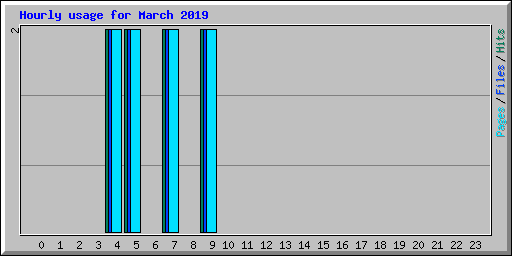 Hourly usage for March 2019
2
Pages/Files/Hits
0 1 2 3 4 5 6 7 8 9 10 11 12 13 14 15 16 17 18 19 20 21 22 23